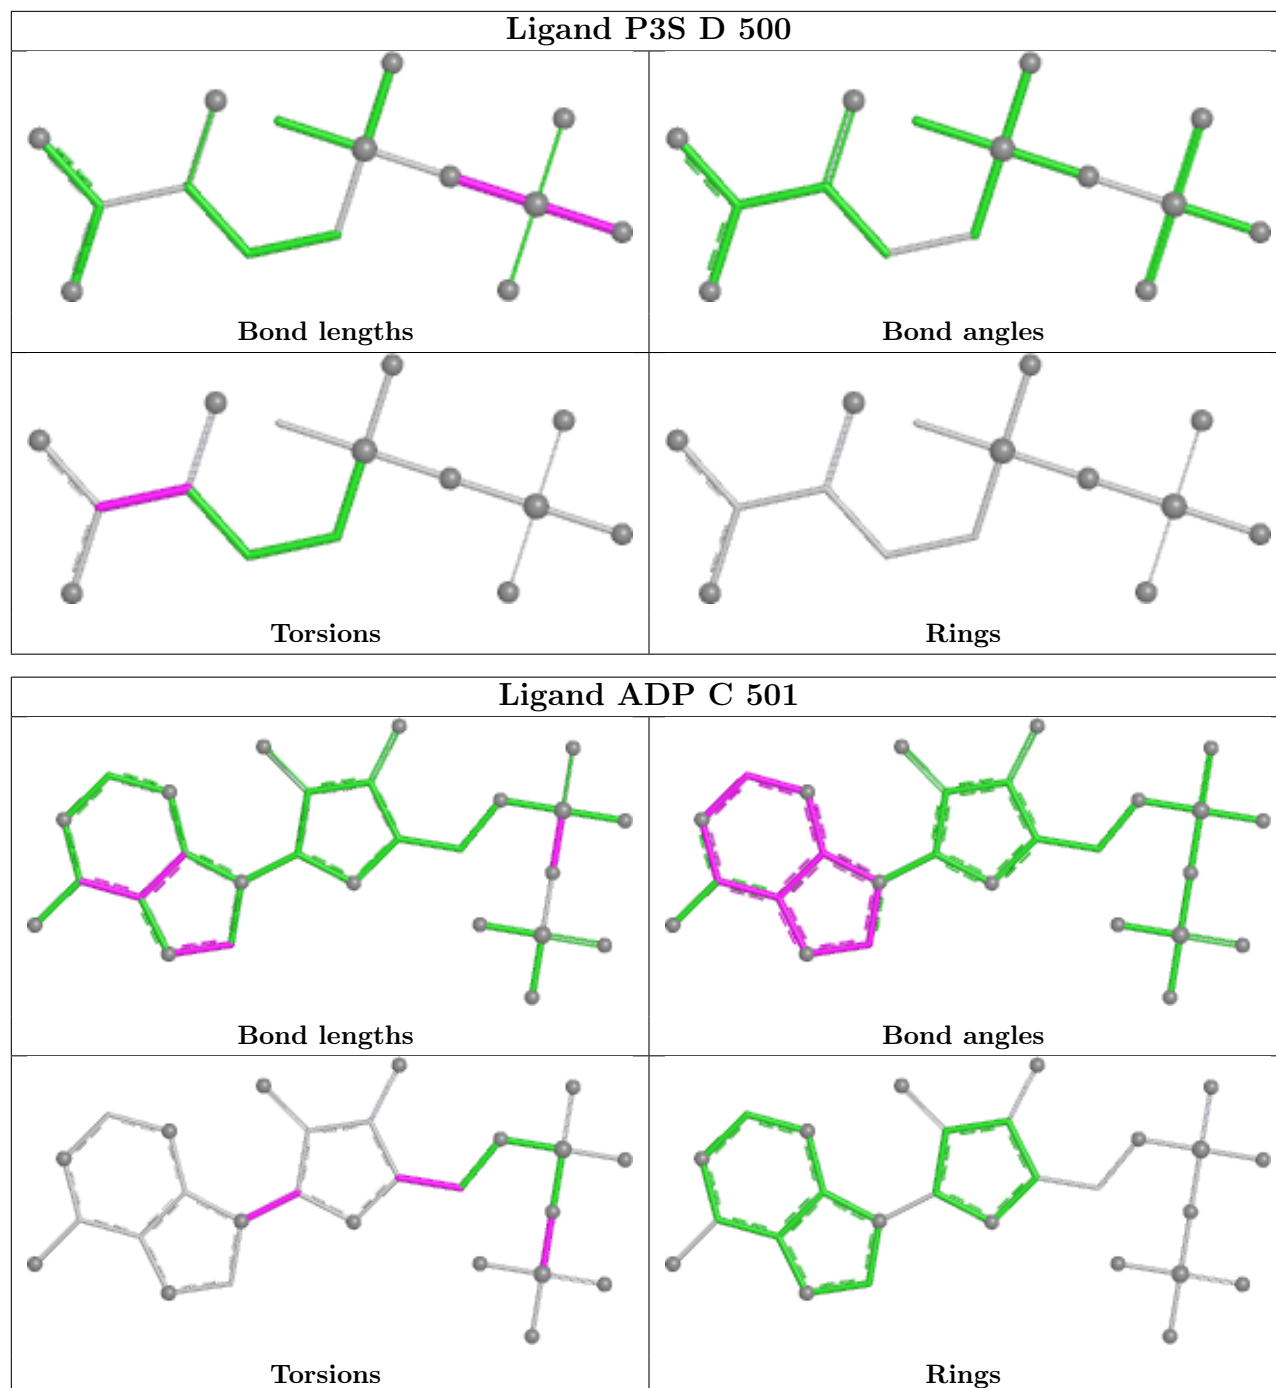 Ligand P3S D 500
Bond lengths
Bond angles
Torsions
Rings
Ligand ADP C 501
Bond lengths
Bond angles
Torsions
Rings